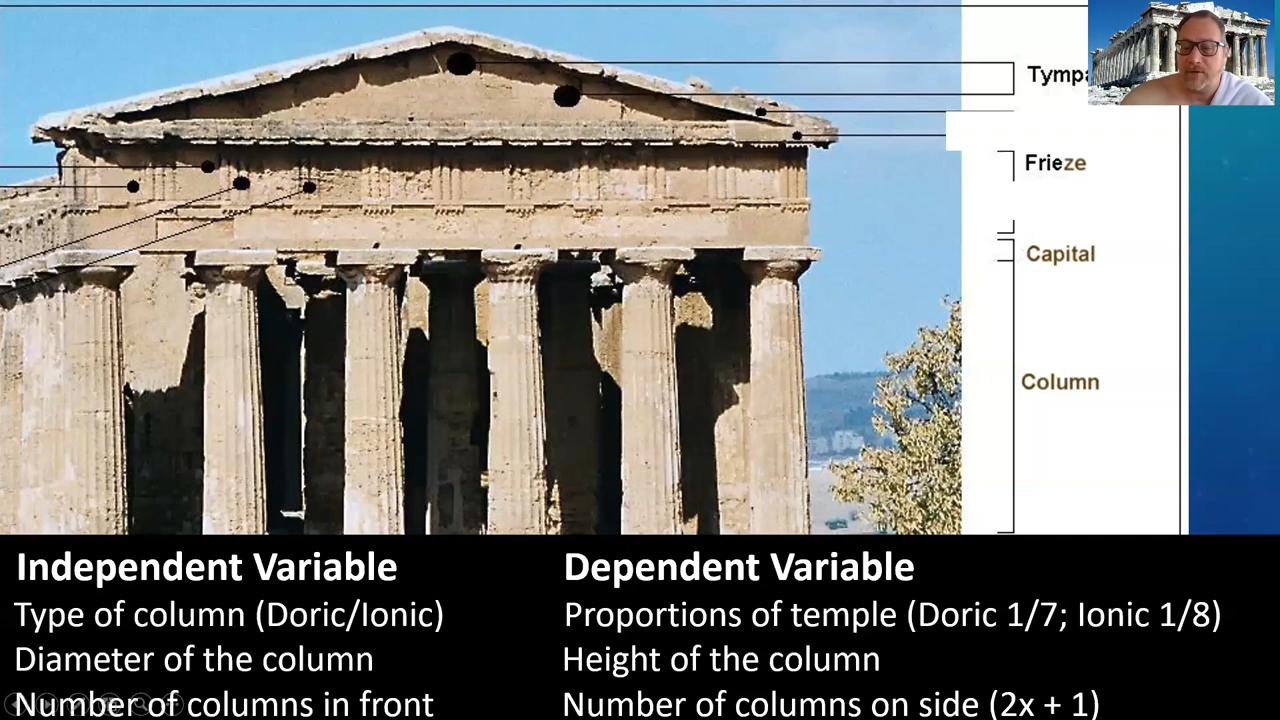 Tympa
Frieze
Capital
Column
Independent Variable
Dependent Variable
Type of column (Doric/Ionic)
Proportions of temple (Doric 1/7; Ionic 1/8)
Diameter of the column
Height of the column
Number of columns in front
Number of columns on side (2x + 1)